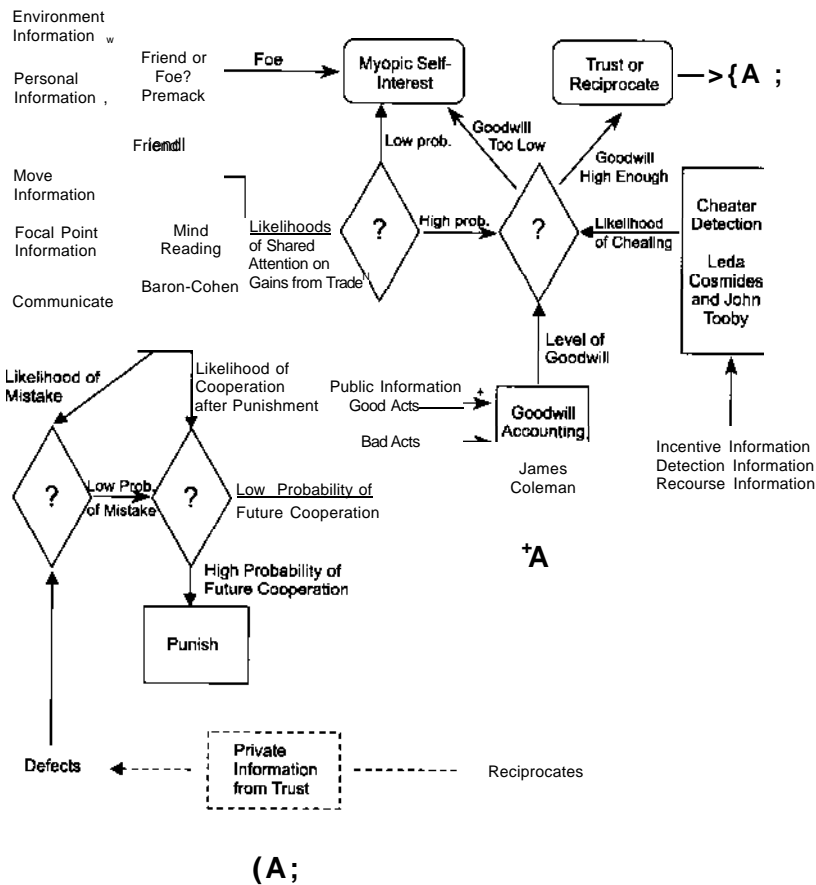 Environment
Information w
Personal
Information ,
Friend or
Foe?
Premack
Foe
Myopic Self-
Interest
Trust or
Reciprocate
>{A ;
Friend
Low prob.
Goodwill
Too Low
Goodwill
High Enough
Move
Information
Focal Point
Information
Communicate
Mind
Reading
Baron-Cohen
Likelihoods
of Shared
Attention on
Gains from Trade
?
High prob.
?
Likelihood
of Cheating
Cheater
Detection
Leda
Cosmides
and John
Tooby
Level of
Goodwill
Likelihood of
Mistake
Likelihood of
Cooperation
after Punishment
Public Information
Good Acts
+
Bad Acts
Goodwill
Accounting
James
Coleman
Incentive Information
Detection Information
Recourse Information
?
Low Prob.
of Mistake
?
Low Probability of
Future Cooperation
+A
High Probability of
Future Cooperation
Punish
Defects
Private
Information
from Trust
Reciprocates
(A;